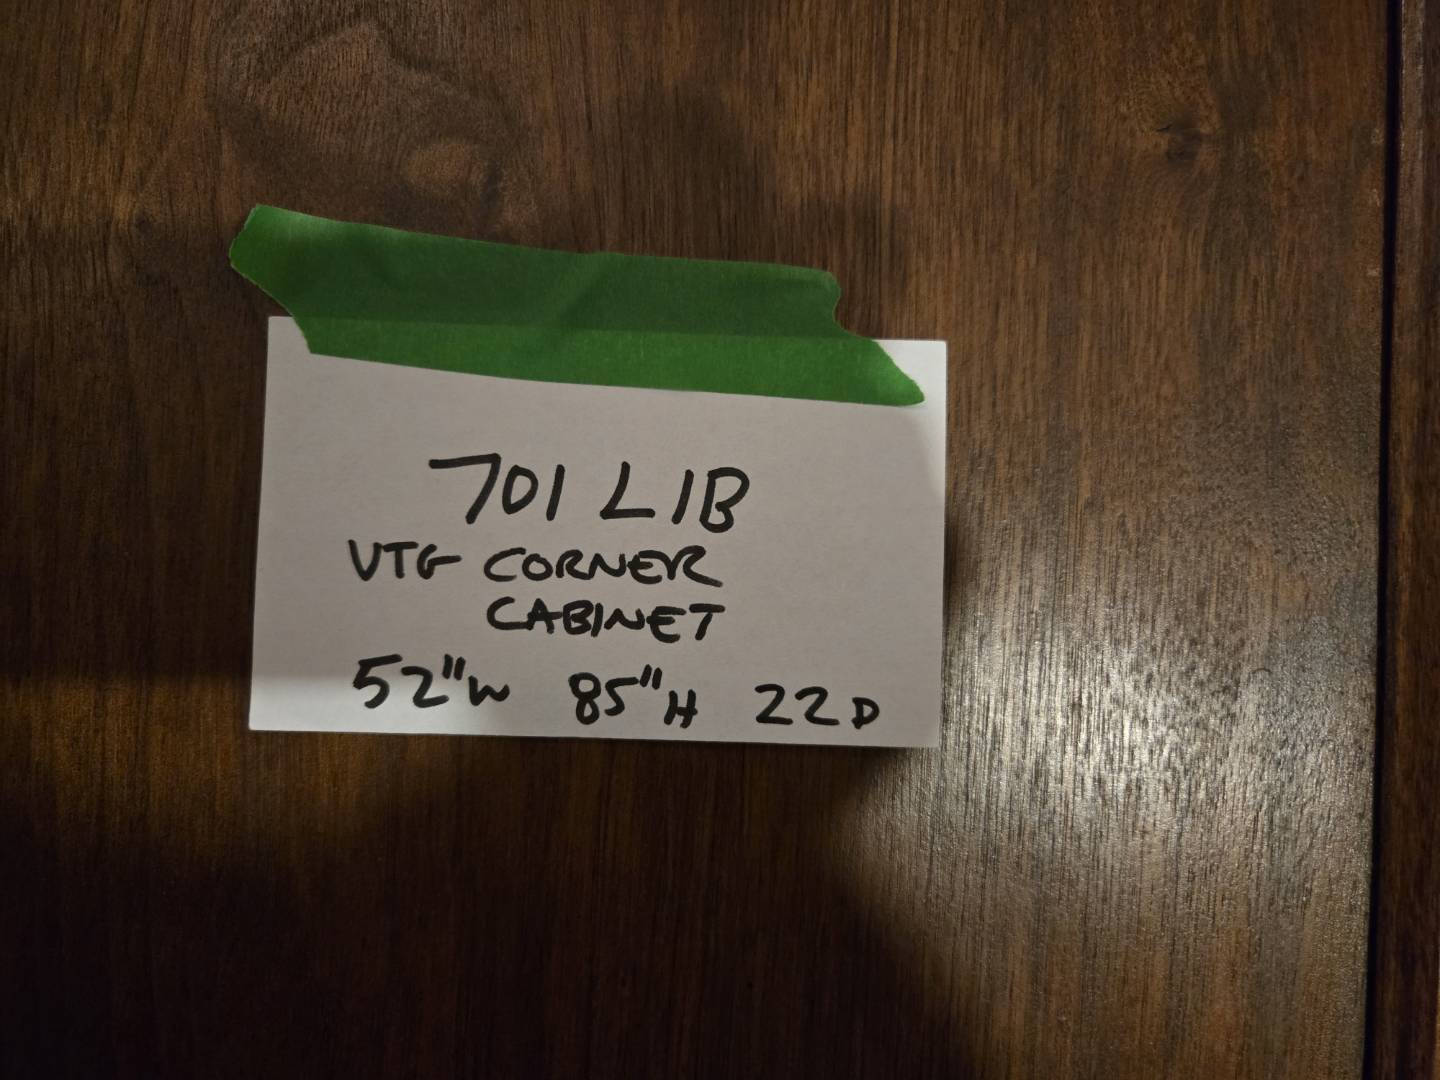 701 LIB
VTG CORNER
CABINET
52"W 85"H 22D